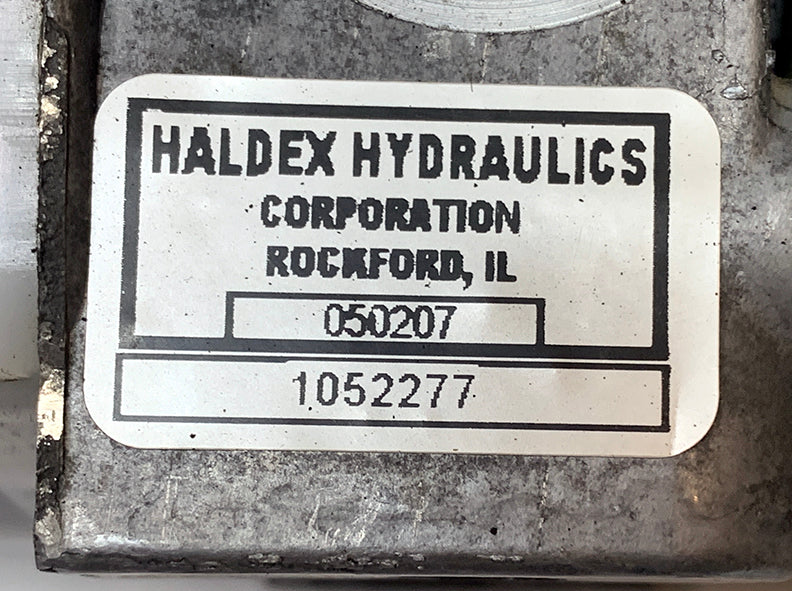 HALDEX HYDRAULICS
CORPORATION
ROCKFORD, IL
050207
1052277